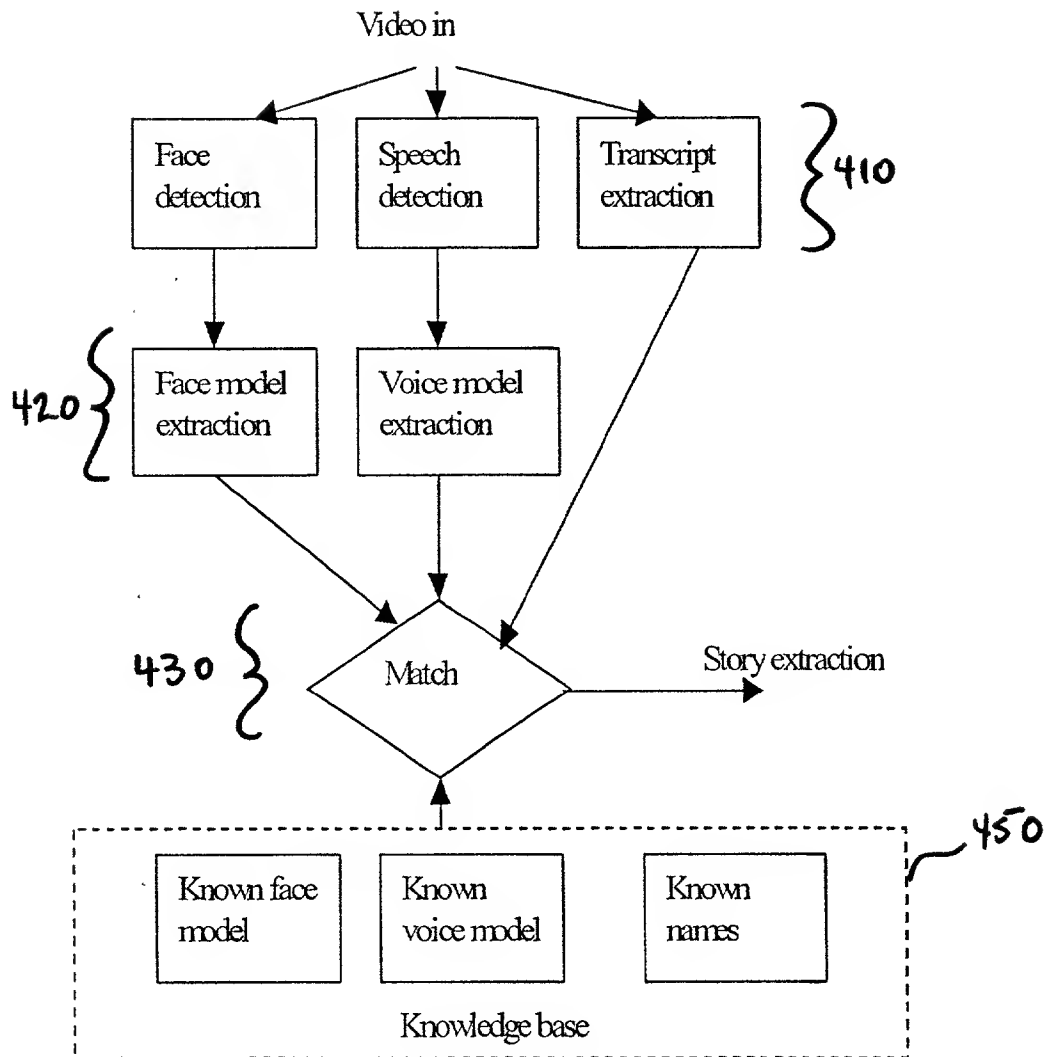 Video in
Face
detection
Speech
detection
Transcript
extraction
410
420
Face model
extraction
Voice model
extraction
430
Match
Story extraction
450
Known face
model
Known
voice model
Known
names
Knowledge base